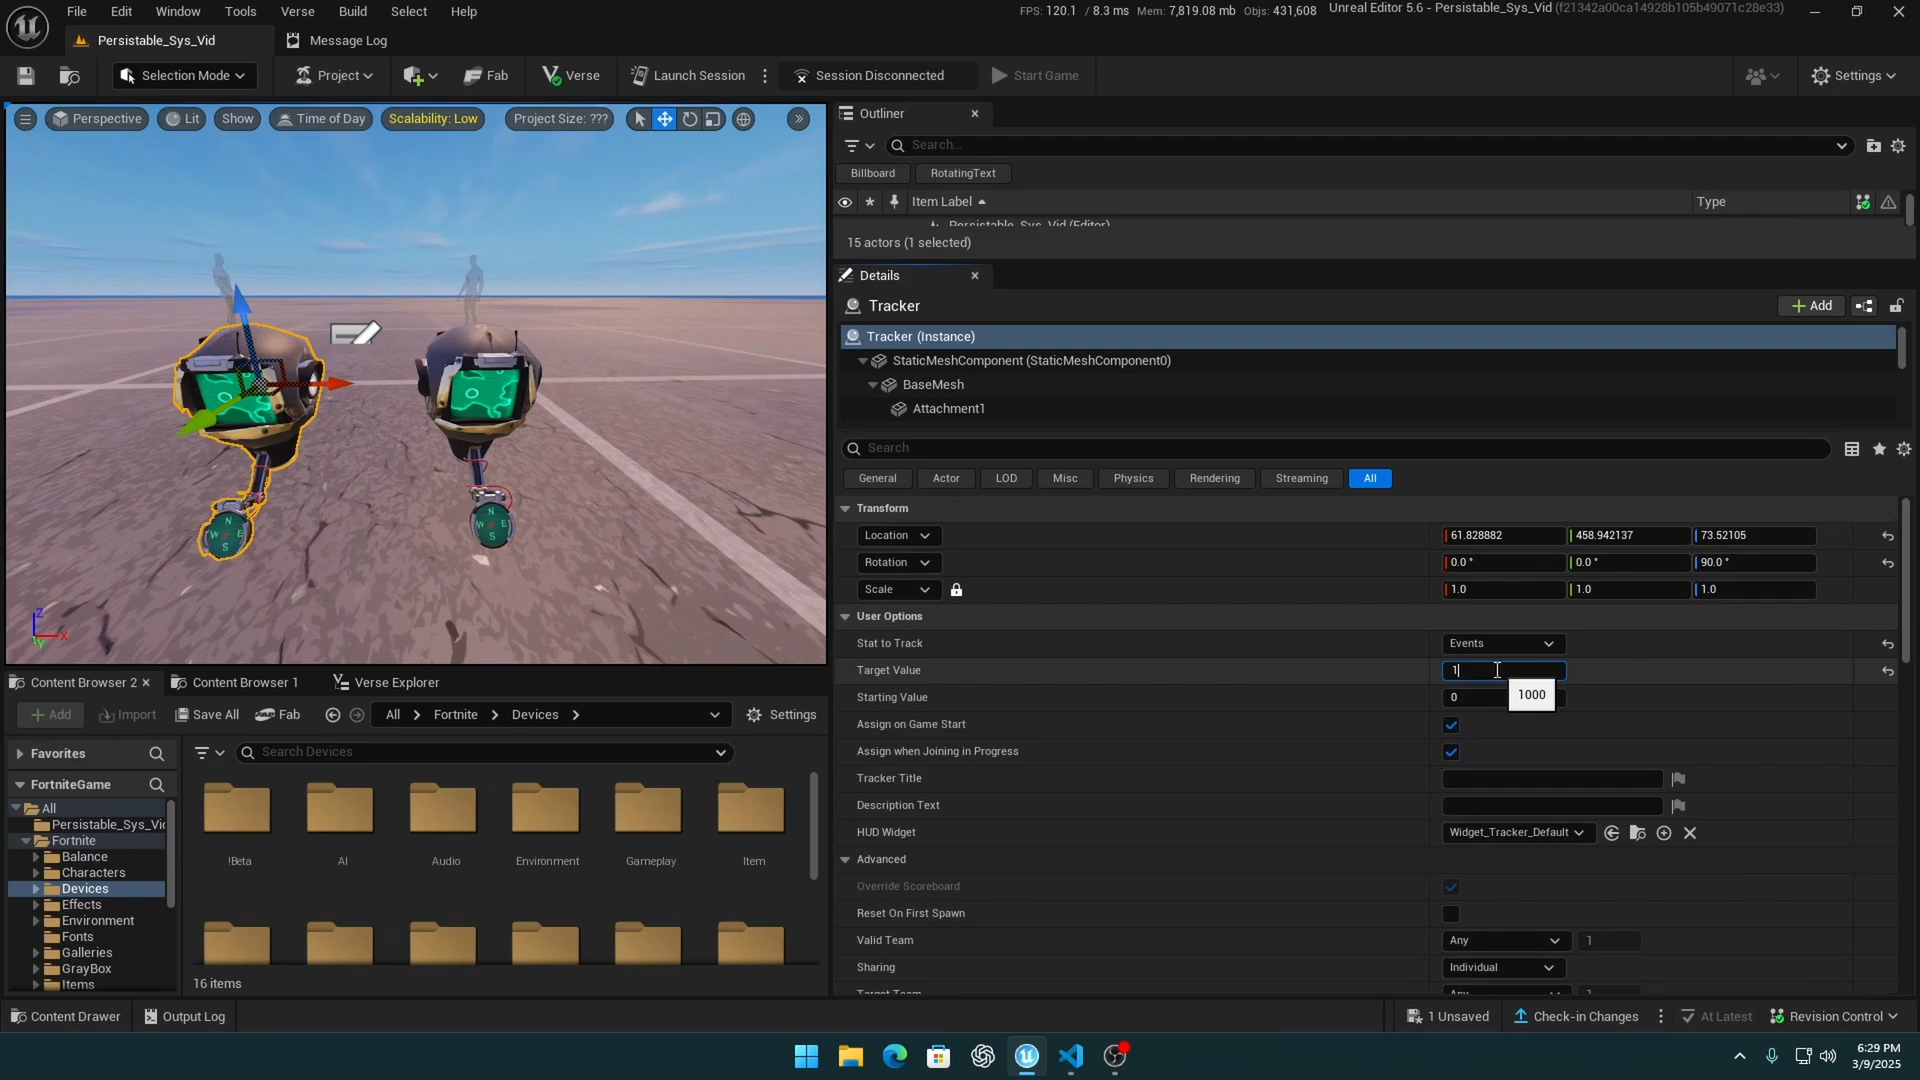 File Edit Window Tools Verse Build Select Help
FPS: 120.1 / 8.3 ms Mem: 7,819.08 mb Objs: 431,608 Unreal Editor 5.6 - Persistable_Sys_Vid (f21342a00ca14928b105b49071c28e33)
Persistable_Sys_Vid Message Log
Selection Mode Project Fab Verse Launch Session Session Disconnected Start Game Settings
Perspective Lit Show Time of Day Scalability: Low Project Size: ???
Outliner
Search...
Billboard RotatingText
Item Label Type
Persistable_Sys_Vid (Editor)
15 actors (1 selected)
Details
Tracker Add
Tracker (Instance)
StaticMeshComponent (StaticMeshComponent0)
BaseMesh
Attachment1
Search
General Actor LOD Misc Physics Rendering Streaming All
Transform
Location 61.828882 458.942137 73.52105
Rotation 0.0 ° 0.0 ° 90.0 °
Scale 1.0 1.0 1.0
User Options
Stat to Track Events
Target Value 1
1000
Starting Value 0
Assign on Game Start
Assign when Joining in Progress
Tracker Title
Description Text
HUD Widget Widget_Tracker_Default
Advanced
Override Scoreboard
Reset On First Spawn
Valid Team Any 1
Sharing Individual
Target Team Any 1
N
W E
S
N
W E
S
Z
X
Y
Content Browser 2 Content Browser 1 Verse Explorer
Add Import Save All Fab All Fortnite Devices Settings
Favorites
Search Devices
FortniteGame
All
Persistable_Sys_Vid
Fortnite
Balance
Characters
Devices
Effects
Environment
Fonts
Galleries
GrayBox
Items
!Beta AI Audio Environment Gameplay Item
16 items
Content Drawer Output Log 1 Unsaved Check-in Changes At Latest Revision Control
6:29 PM
3/9/2025